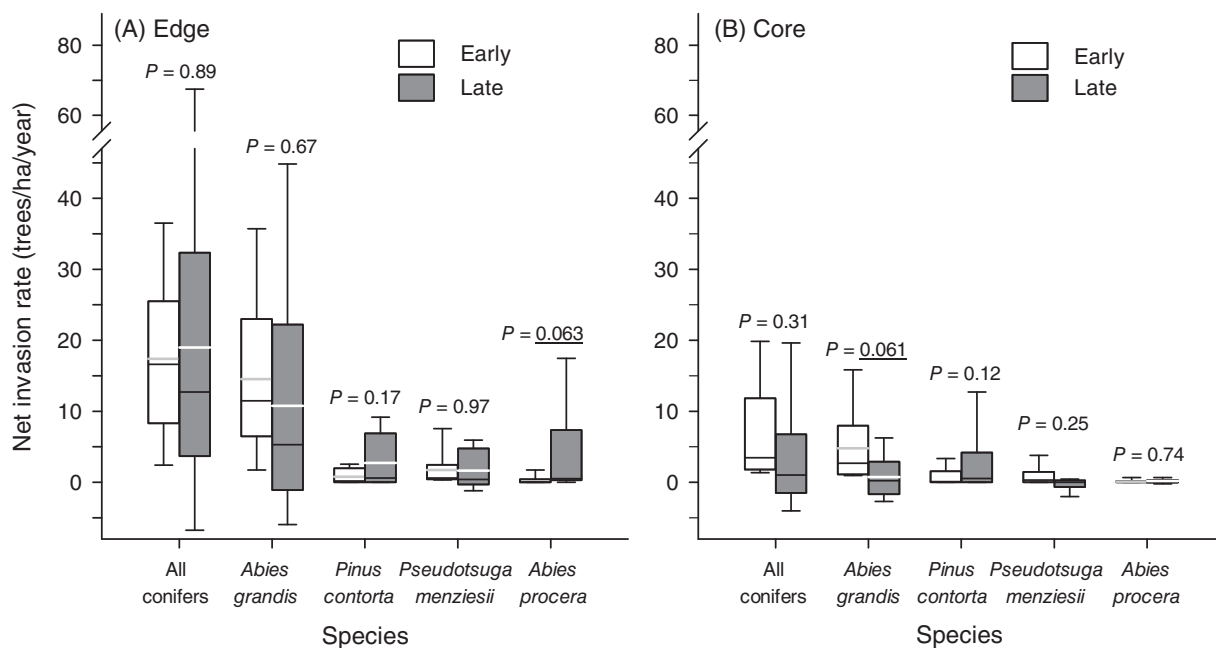 (A) Edge
Early
Late
80
60
40
30
20
10
0
Net invasion rate (trees/ha/year)
P = 0.89
P = 0.67
P = 0.17
P = 0.97
P = 0.063
All
conifers
Abies
grandis
Pinus
contorta
Pseudotsuga
menziesii
Abies
procera
Species
(B) Core
Early
Late
80
60
40
30
20
10
0
P = 0.31
P = 0.061
P = 0.12
P = 0.25
P = 0.74
All
conifers
Abies
grandis
Pinus
contorta
Pseudotsuga
menziesii
Abies
procera
Species